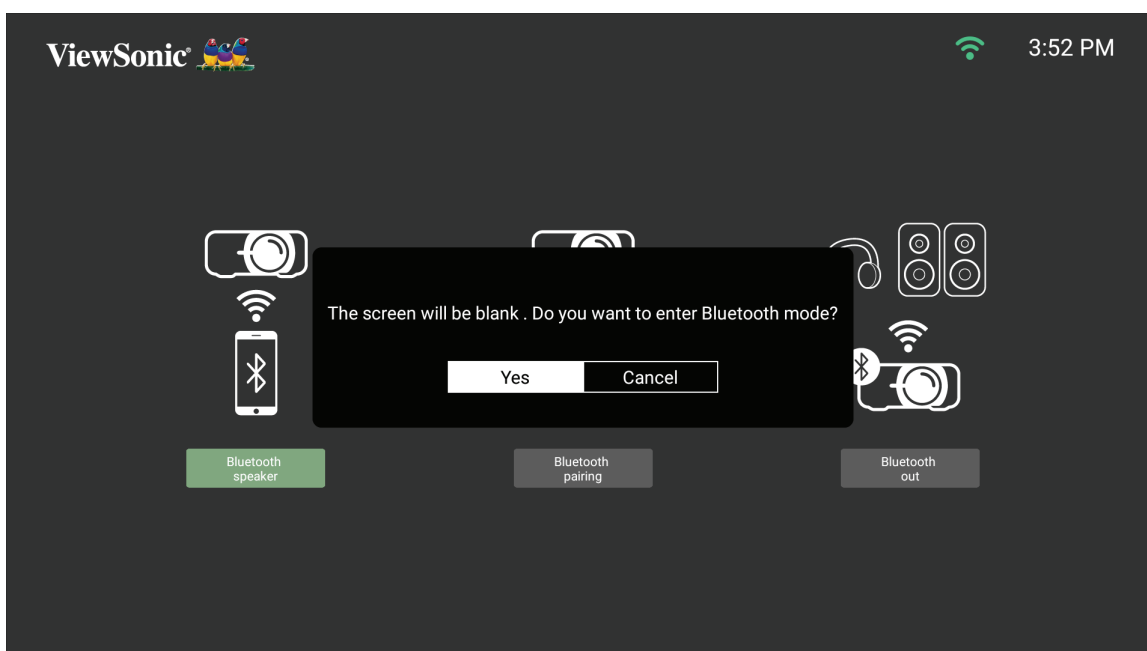 ViewSonic®
3:52 PM
The screen will be blank . Do you want to enter Bluetooth mode?
Yes
Cancel
Bluetooth
speaker
Bluetooth
pairing
Bluetooth
out